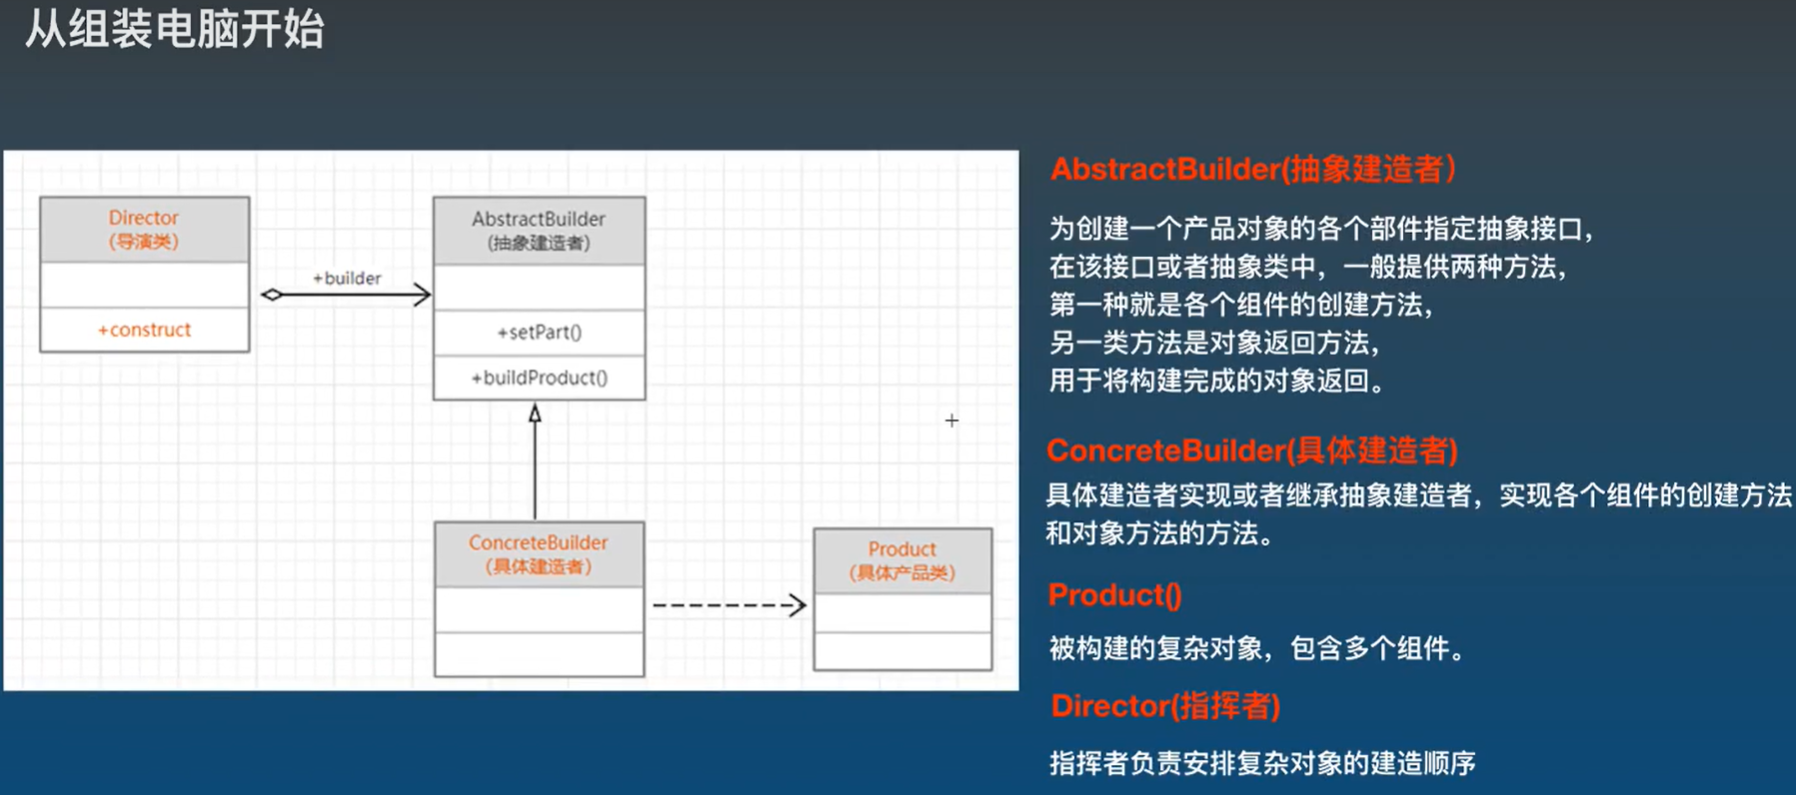 从组装电脑开始
Director
(导演类)
+construct
+builder
AbstractBuilder
(抽象建造者)
+setPart()
+buildProduct()
ConcreteBuilder
(具体建造者)
Product
(具体产品类)
AbstractBuilder(抽象建造者)
为创建一个产品对象的各个部件指定抽象接口，
在该接口或者抽象类中，一般提供两种方法，
第一种就是各个组件的创建方法，
另一类方法是对象返回方法，
用于将构建完成的对象返回。
ConcreteBuilder(具体建造者)
具体建造者实现或者继承抽象建造者，实现各个组件的创建方法
和对象方法的方法。
Product()
被构建的复杂对象，包含多个组件。
Director(指挥者)
指挥者负责安排复杂对象的建造顺序